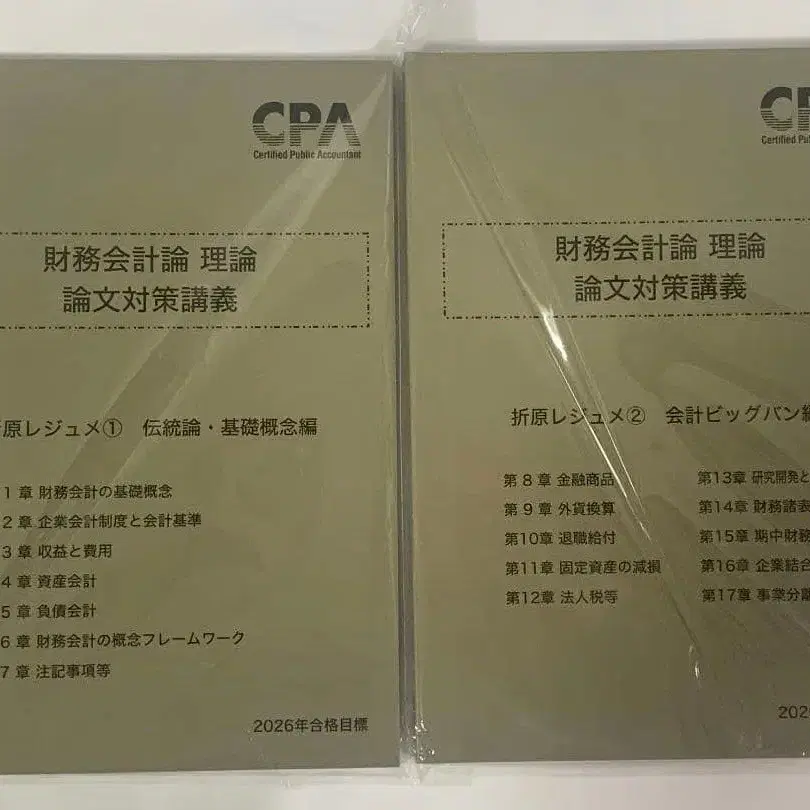 CPA
Certified Public Accountant
財務会計論 理論
論文対策講義
原レジュメ① 伝統論・基礎概念編
1 章 財務会計の基礎概念
2 章 企業会計制度と会計基準
3 章 収益と費用
4 章 資産会計
5 章 負債会計
6 章 財務会計の概念フレームワーク
7 章 注記事項等
2026年合格目標
CP
Certified Pu
財務会計論 理論
論文対策講義
折原レジュメ② 会計ビッグバン編
第 8 章 金融商品
第 9 章 外貨換算
第10章 退職給付
第11章 固定資産の減損
第12章 法人税等
第13章 研究開発と
第14章 財務諸表
第15章 期中財務
第16章 企業結合
第17章 事業分離
202